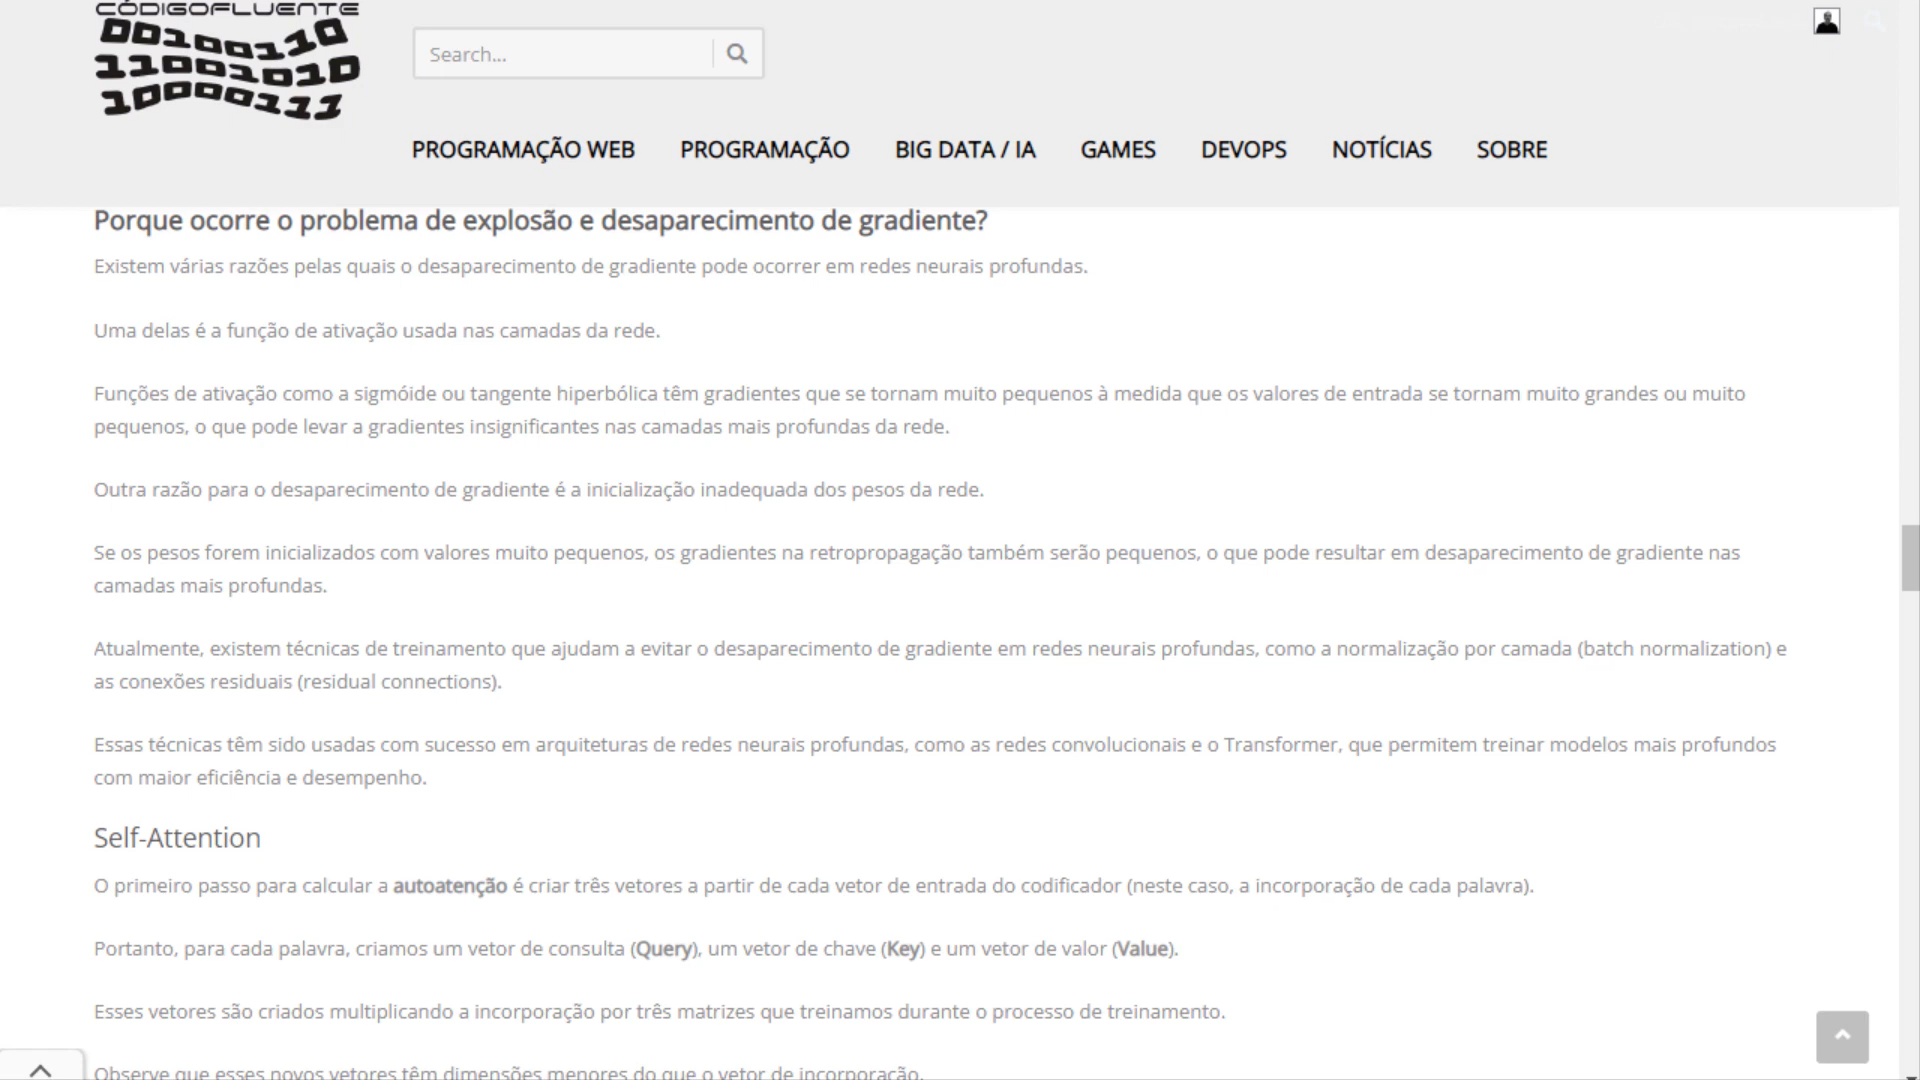 CÓDIGOFLUENTE
00100110
11001010
10000111
Search...
PROGRAMAÇÃO WEB PROGRAMAÇÃO BIG DATA / IA GAMES DEVOPS NOTÍCIAS SOBRE
Porque ocorre o problema de explosão e desaparecimento de gradiente?
Existem várias razões pelas quais o desaparecimento de gradiente pode ocorrer em redes neurais profundas.
Uma delas é a função de ativação usada nas camadas da rede.
Funções de ativação como a sigmóide ou tangente hiperbólica têm gradientes que se tornam muito pequenos à medida que os valores de entrada se tornam muito grandes ou muito
pequenos, o que pode levar a gradientes insignificantes nas camadas mais profundas da rede.
Outra razão para o desaparecimento de gradiente é a inicialização inadequada dos pesos da rede.
Se os pesos forem inicializados com valores muito pequenos, os gradientes na retropropagação também serão pequenos, o que pode resultar em desaparecimento de gradiente nas
camadas mais profundas.
Atualmente, existem técnicas de treinamento que ajudam a evitar o desaparecimento de gradiente em redes neurais profundas, como a normalização por camada (batch normalization) e
as conexões residuais (residual connections).
Essas técnicas têm sido usadas com sucesso em arquiteturas de redes neurais profundas, como as redes convolucionais e o Transformer, que permitem treinar modelos mais profundos
com maior eficiência e desempenho.
Self-Attention
O primeiro passo para calcular a autoatenção é criar três vetores a partir de cada vetor de entrada do codificador (neste caso, a incorporação de cada palavra).
Portanto, para cada palavra, criamos um vetor de consulta (Query), um vetor de chave (Key) e um vetor de valor (Value).
Esses vetores são criados multiplicando a incorporação por três matrizes que treinamos durante o processo de treinamento.
Observe que esses novos vetores têm dimensões menores do que o vetor de incorporação.